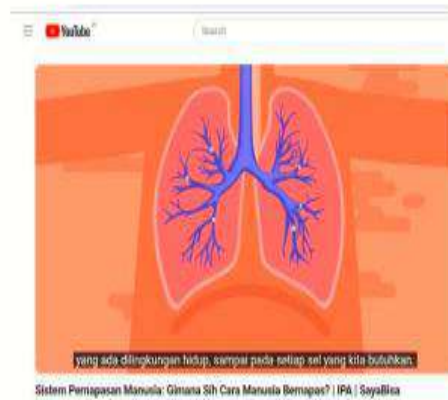 YouTube
Search
yang ada dilingkungan hidup, sampai pada setiap sel yang kita butuhkan.
Sistem Pernapasan Manusia: Gimana Sih Cara Manusia Bernapas? | IPA | SayaBisa